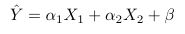 Ŷ = α₁X₁ + α₂X₂ + β